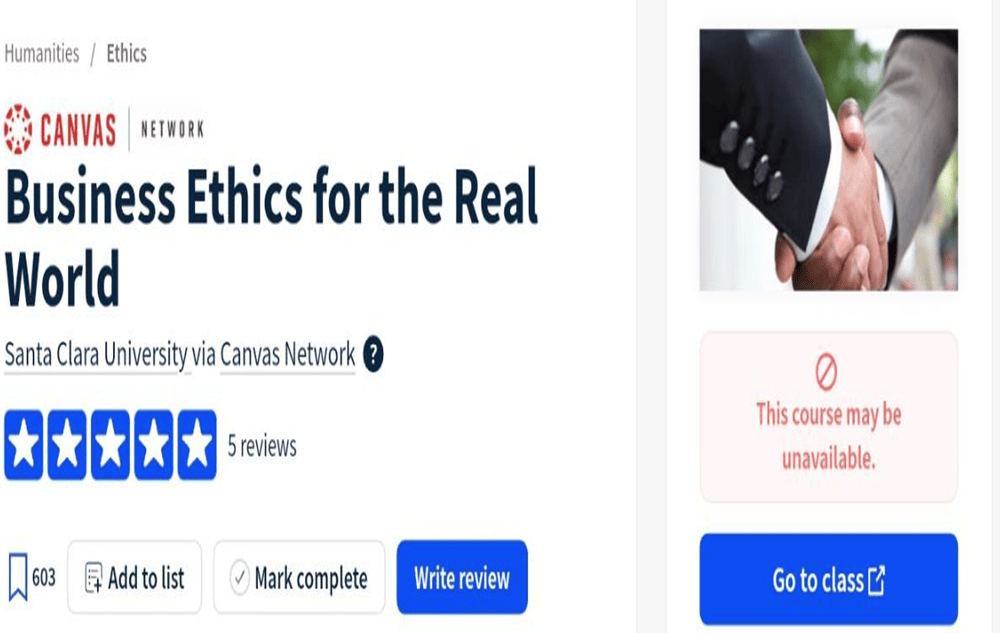 Humanities / Ethics
CANVAS | NETWORK
Business Ethics for the Real
World
Santa Clara University via Canvas Network ?
5 reviews
603 Add to list Mark complete Write review
This course may be
unavailable.
Go to class